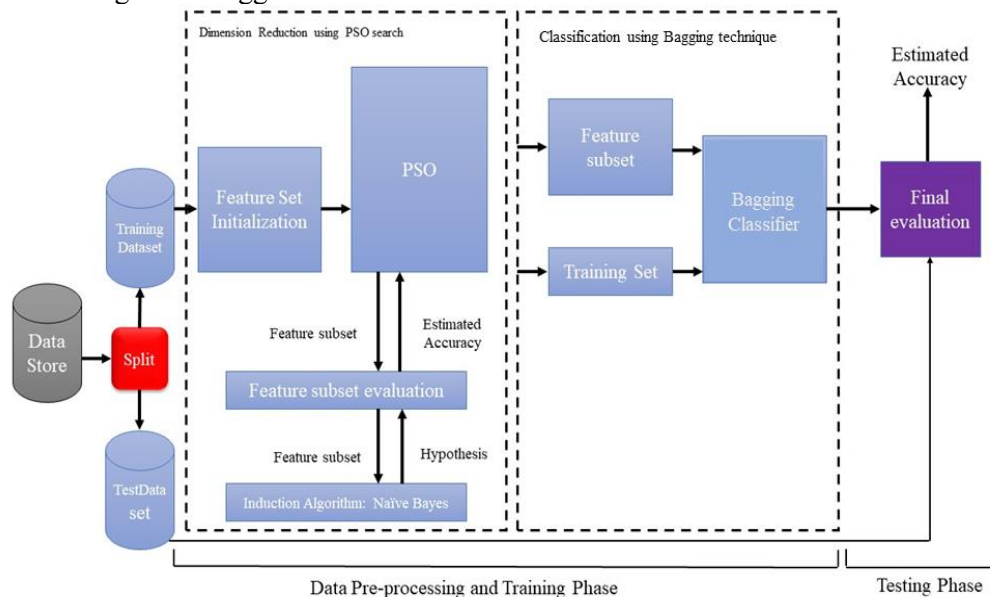 Dimension Reduction using PSO search
Classification using Bagging technique
Estimated
Accuracy
PSO
Feature
subset
Feature Set
Initialization
Bagging
Classifier
Final
evaluation
Training
Dataset
Training Set
Data
Store
Split
Feature subset
Estimated
Accuracy
Feature subset evaluation
Feature subset
Hypothesis
TestData
set
Induction Algorithm: Naïve Bayes
Data Pre-processing and Training Phase
Testing Phase